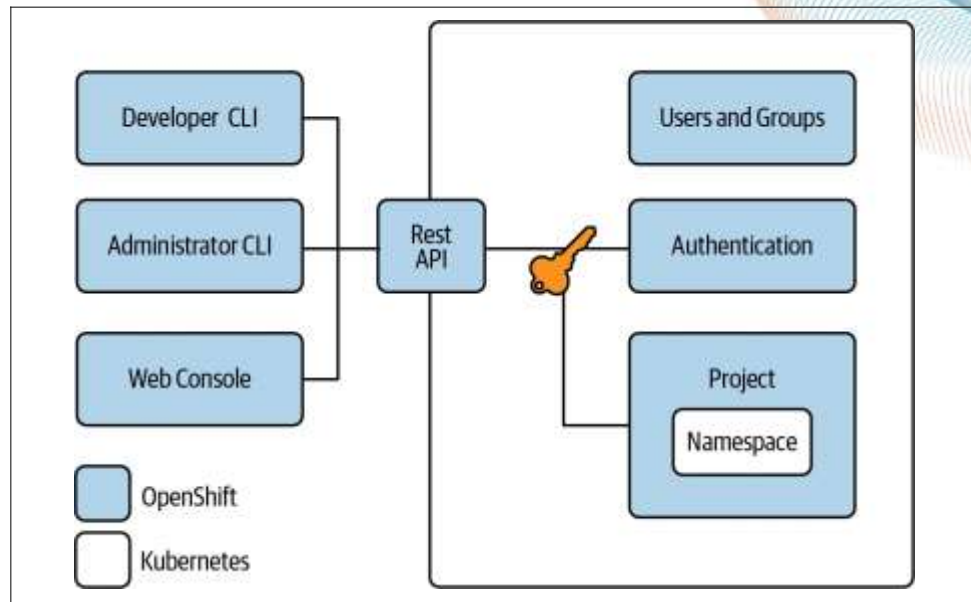 Developer CLI
Administrator CLI
Web Console
Rest
API
Users and Groups
Authentication
Project
Namespace
OpenShift
Kubernetes